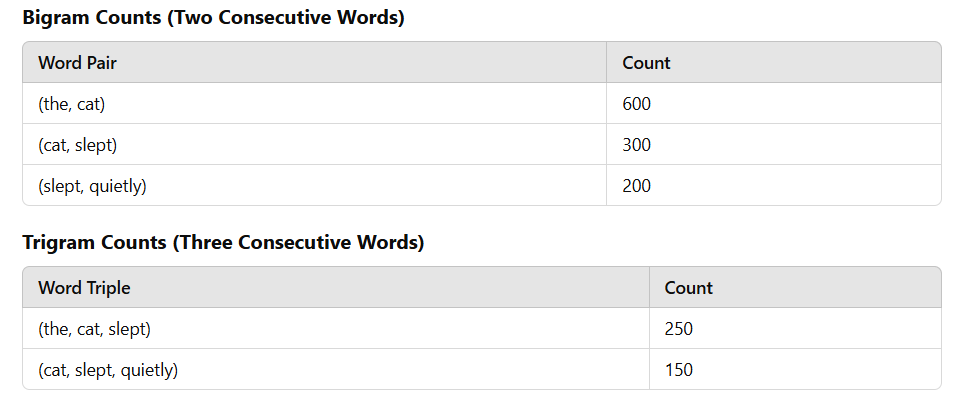 Bigram Counts (Two Consecutive Words)
Word Pair Count
(the, cat) 600
(cat, slept) 300
(slept, quietly) 200
Trigram Counts (Three Consecutive Words)
Word Triple Count
(the, cat, slept) 250
(cat, slept, quietly) 150